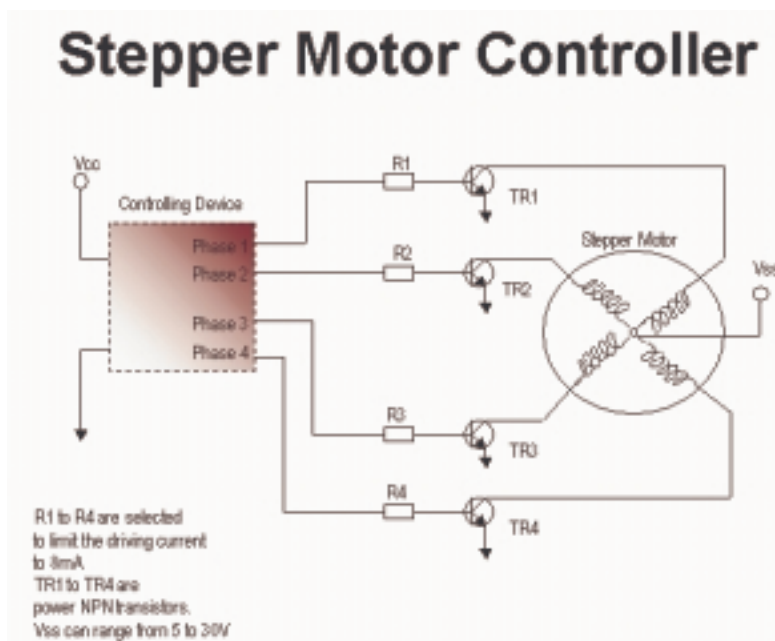 Stepper Motor Controller
Vcc
Controlling Device
Phase 1
Phase 2
Phase 3
Phase 4
R1
TR1
R2
TR2
Stepper Motor
Vss
R3
TR3
R4
TR4
R1 to R4 are selected
to limit the driving current
to 8mA
TR1 to TR4 are
power NPN transistors.
Vss can range from 5 to 30V